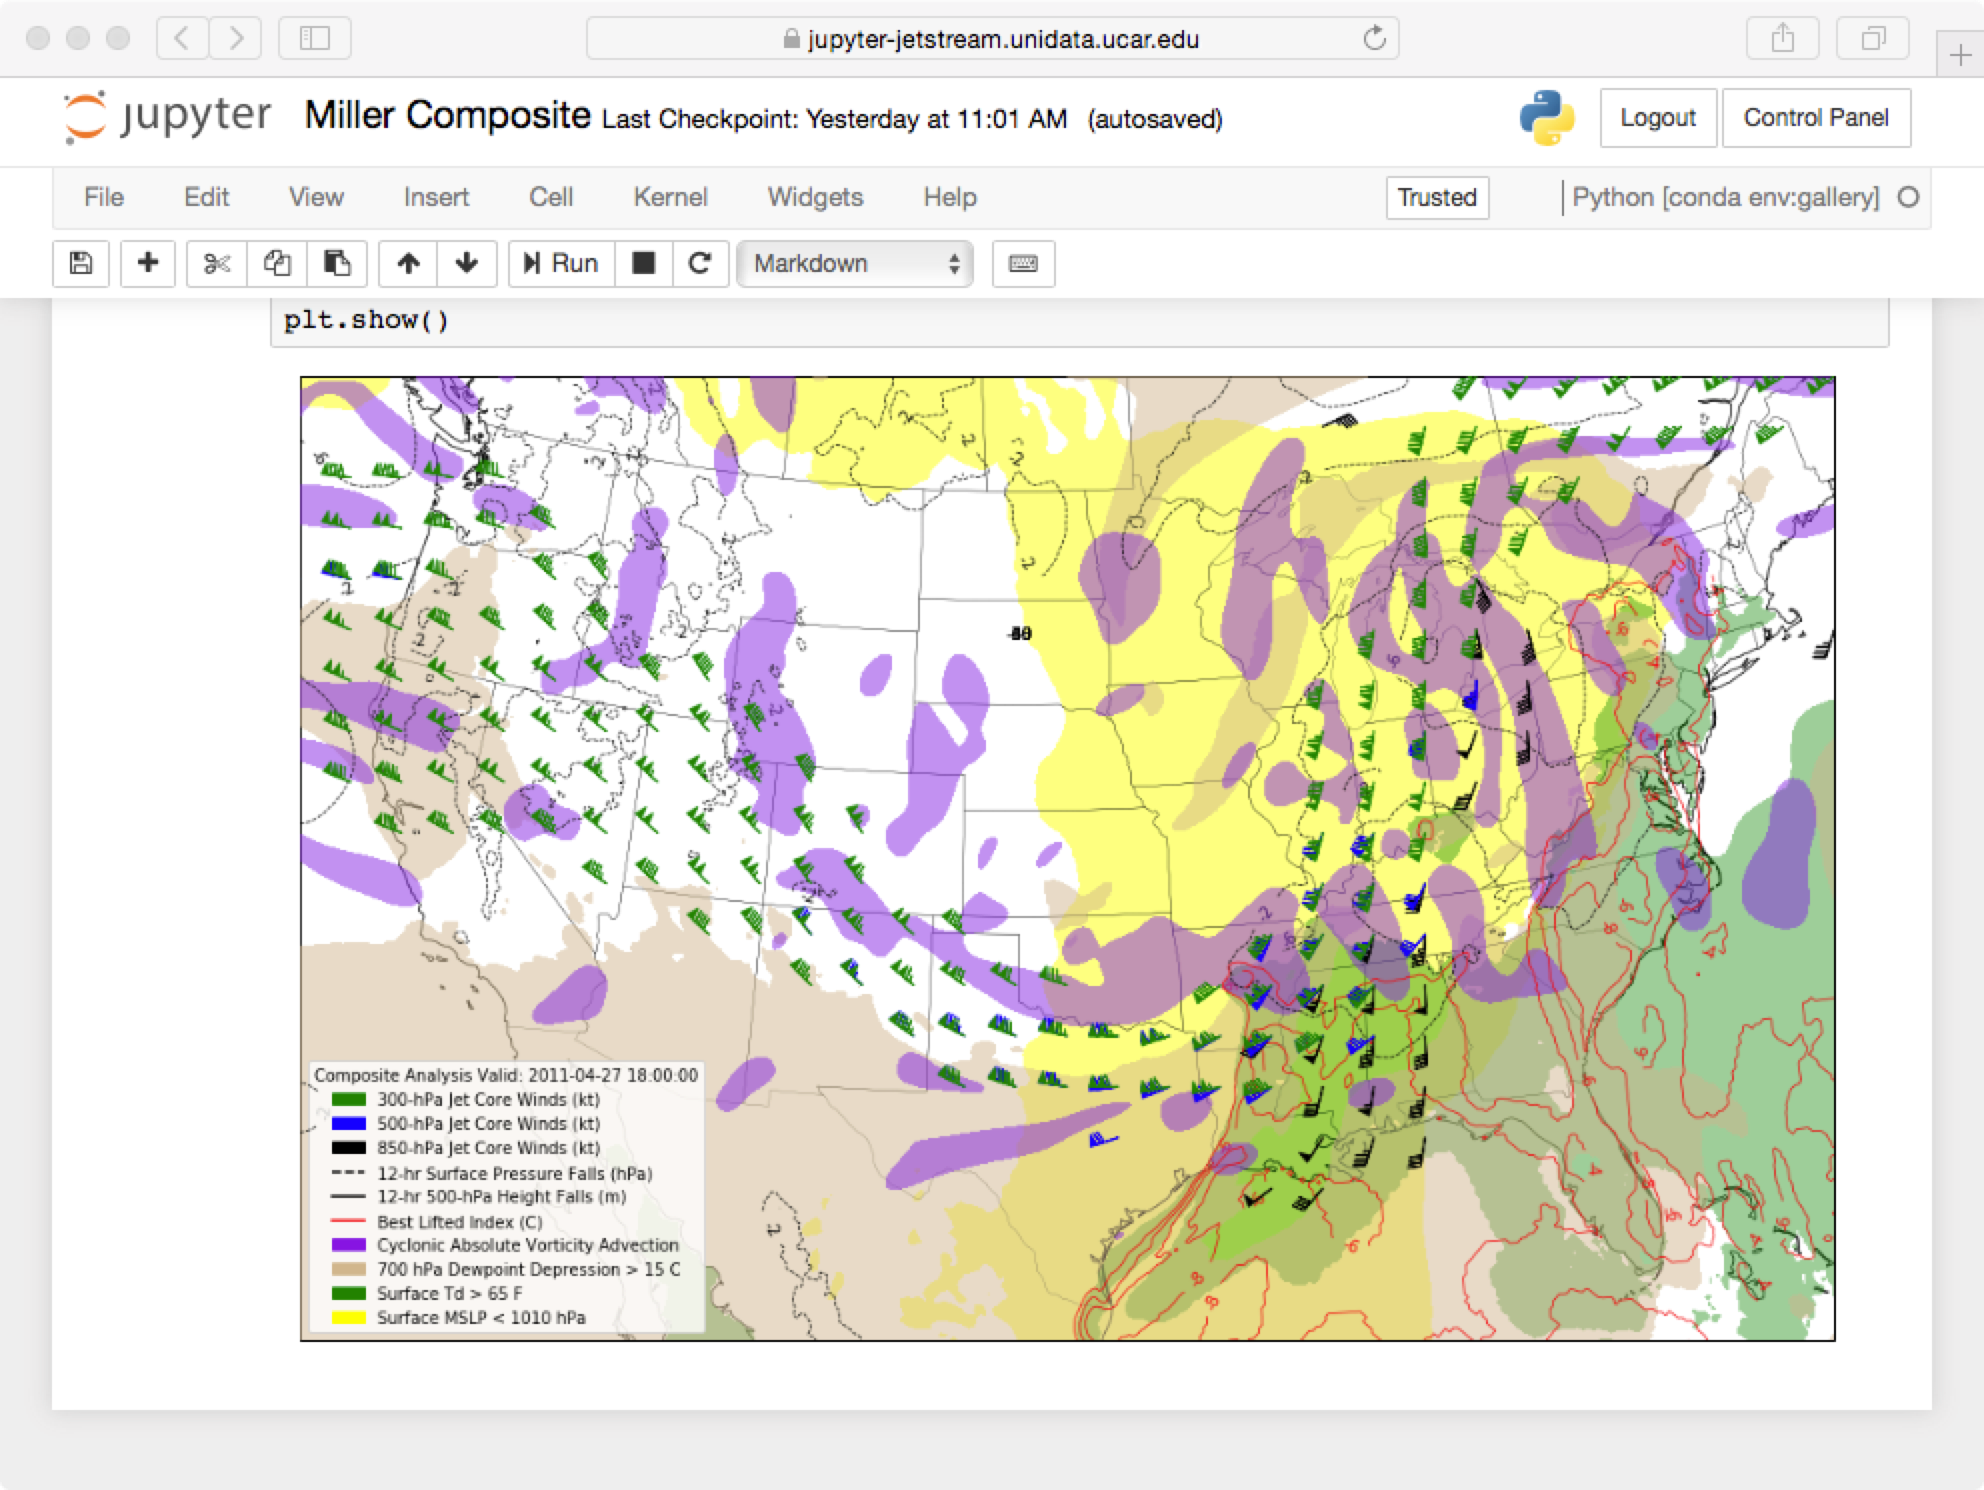 jupyter-jetstream.unidata.ucar.edu
jupyter Miller Composite Last Checkpoint: Yesterday at 11:01 AM (autosaved)
Logout Control Panel
File Edit View Insert Cell Kernel Widgets Help
Trusted Python [conda env:gallery]
Run Markdown
plt.show()
Composite Analysis Valid: 2011-04-27 18:00:00
300-hPa Jet Core Winds (kt)
500-hPa Jet Core Winds (kt)
850-hPa Jet Core Winds (kt)
12-hr Surface Pressure Falls (hPa)
12-hr 500-hPa Height Falls (m)
Best Lifted Index (C)
Cyclonic Absolute Vorticity Advection
700 hPa Dewpoint Depression > 15 C
Surface Td > 65 F
Surface MSLP < 1010 hPa